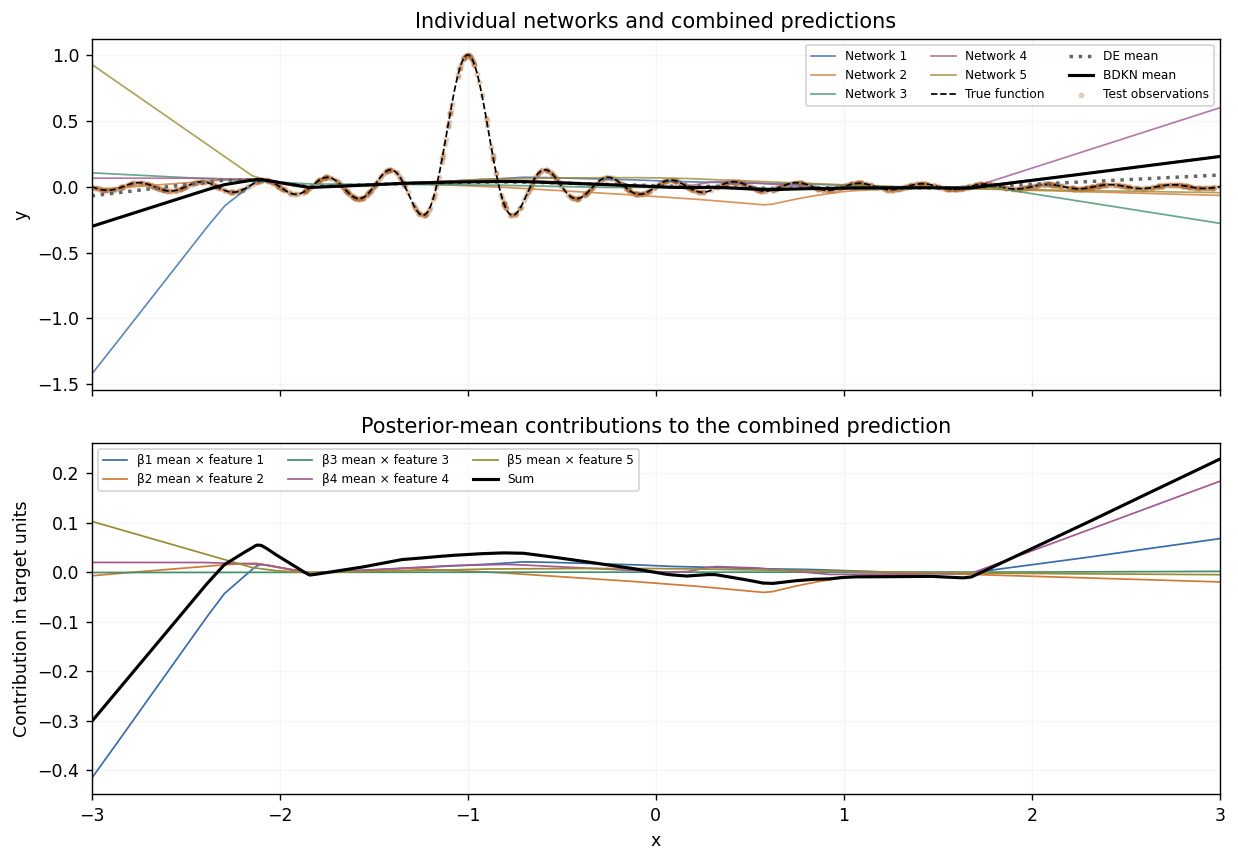 Individual networks and combined predictions
1.0
0.5
0.0
−0.5
−1.0
−1.5
y
Network 1
Network 2
Network 3
Network 4
Network 5
True function
DE mean
BDKN mean
Test observations
Posterior-mean contributions to the combined prediction
0.2
0.1
0.0
−0.1
−0.2
−0.3
−0.4
Contribution in target units
β1 mean × feature 1
β2 mean × feature 2
β3 mean × feature 3
β4 mean × feature 4
β5 mean × feature 5
Sum
−3
−2
−1
0
1
2
3
x